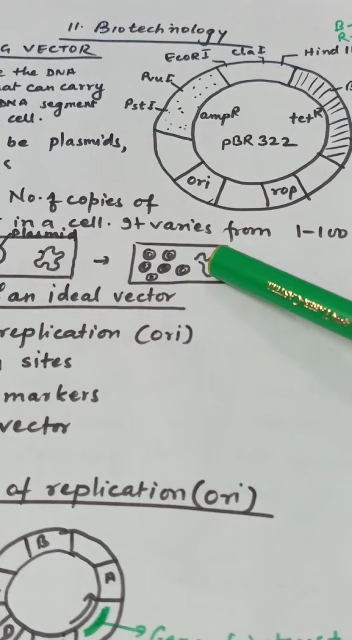 11. Biotechnology
G VECTOR
the DNA
at can carry
DNA segment
cell.
be plasmids,
EcoRI
ClaI
Hind II
PvuI
PstI
ampR
tetR
pBR322
ori
rop
B-
R-
No. of copies of
in a cell. It varies from 1-100
plasmid
an ideal vector
replication (ori)
sites
markers
vector
of replication (ori)
B
A